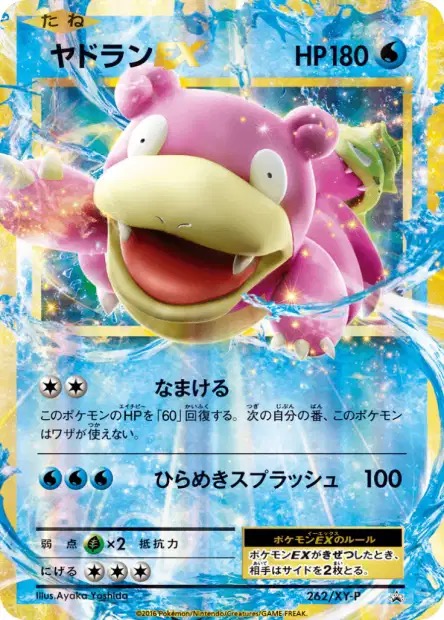 たね
ヤドランEX HP180
なまける
このポケモンのHPを「60」回復する。次の自分の番、このポケモン
はワザが使えない。
ひらめきスプラッシュ 100
弱点 ×2 抵抗力
にげる
ポケモンEXのルール
ポケモンEXがきぜつしたとき、
相手はサイドを2枚とる。
Illus.Ayaka Yoshida
262/XY-P
©2016 Pokémon/Nintendo/Creatures/GAME FREAK.